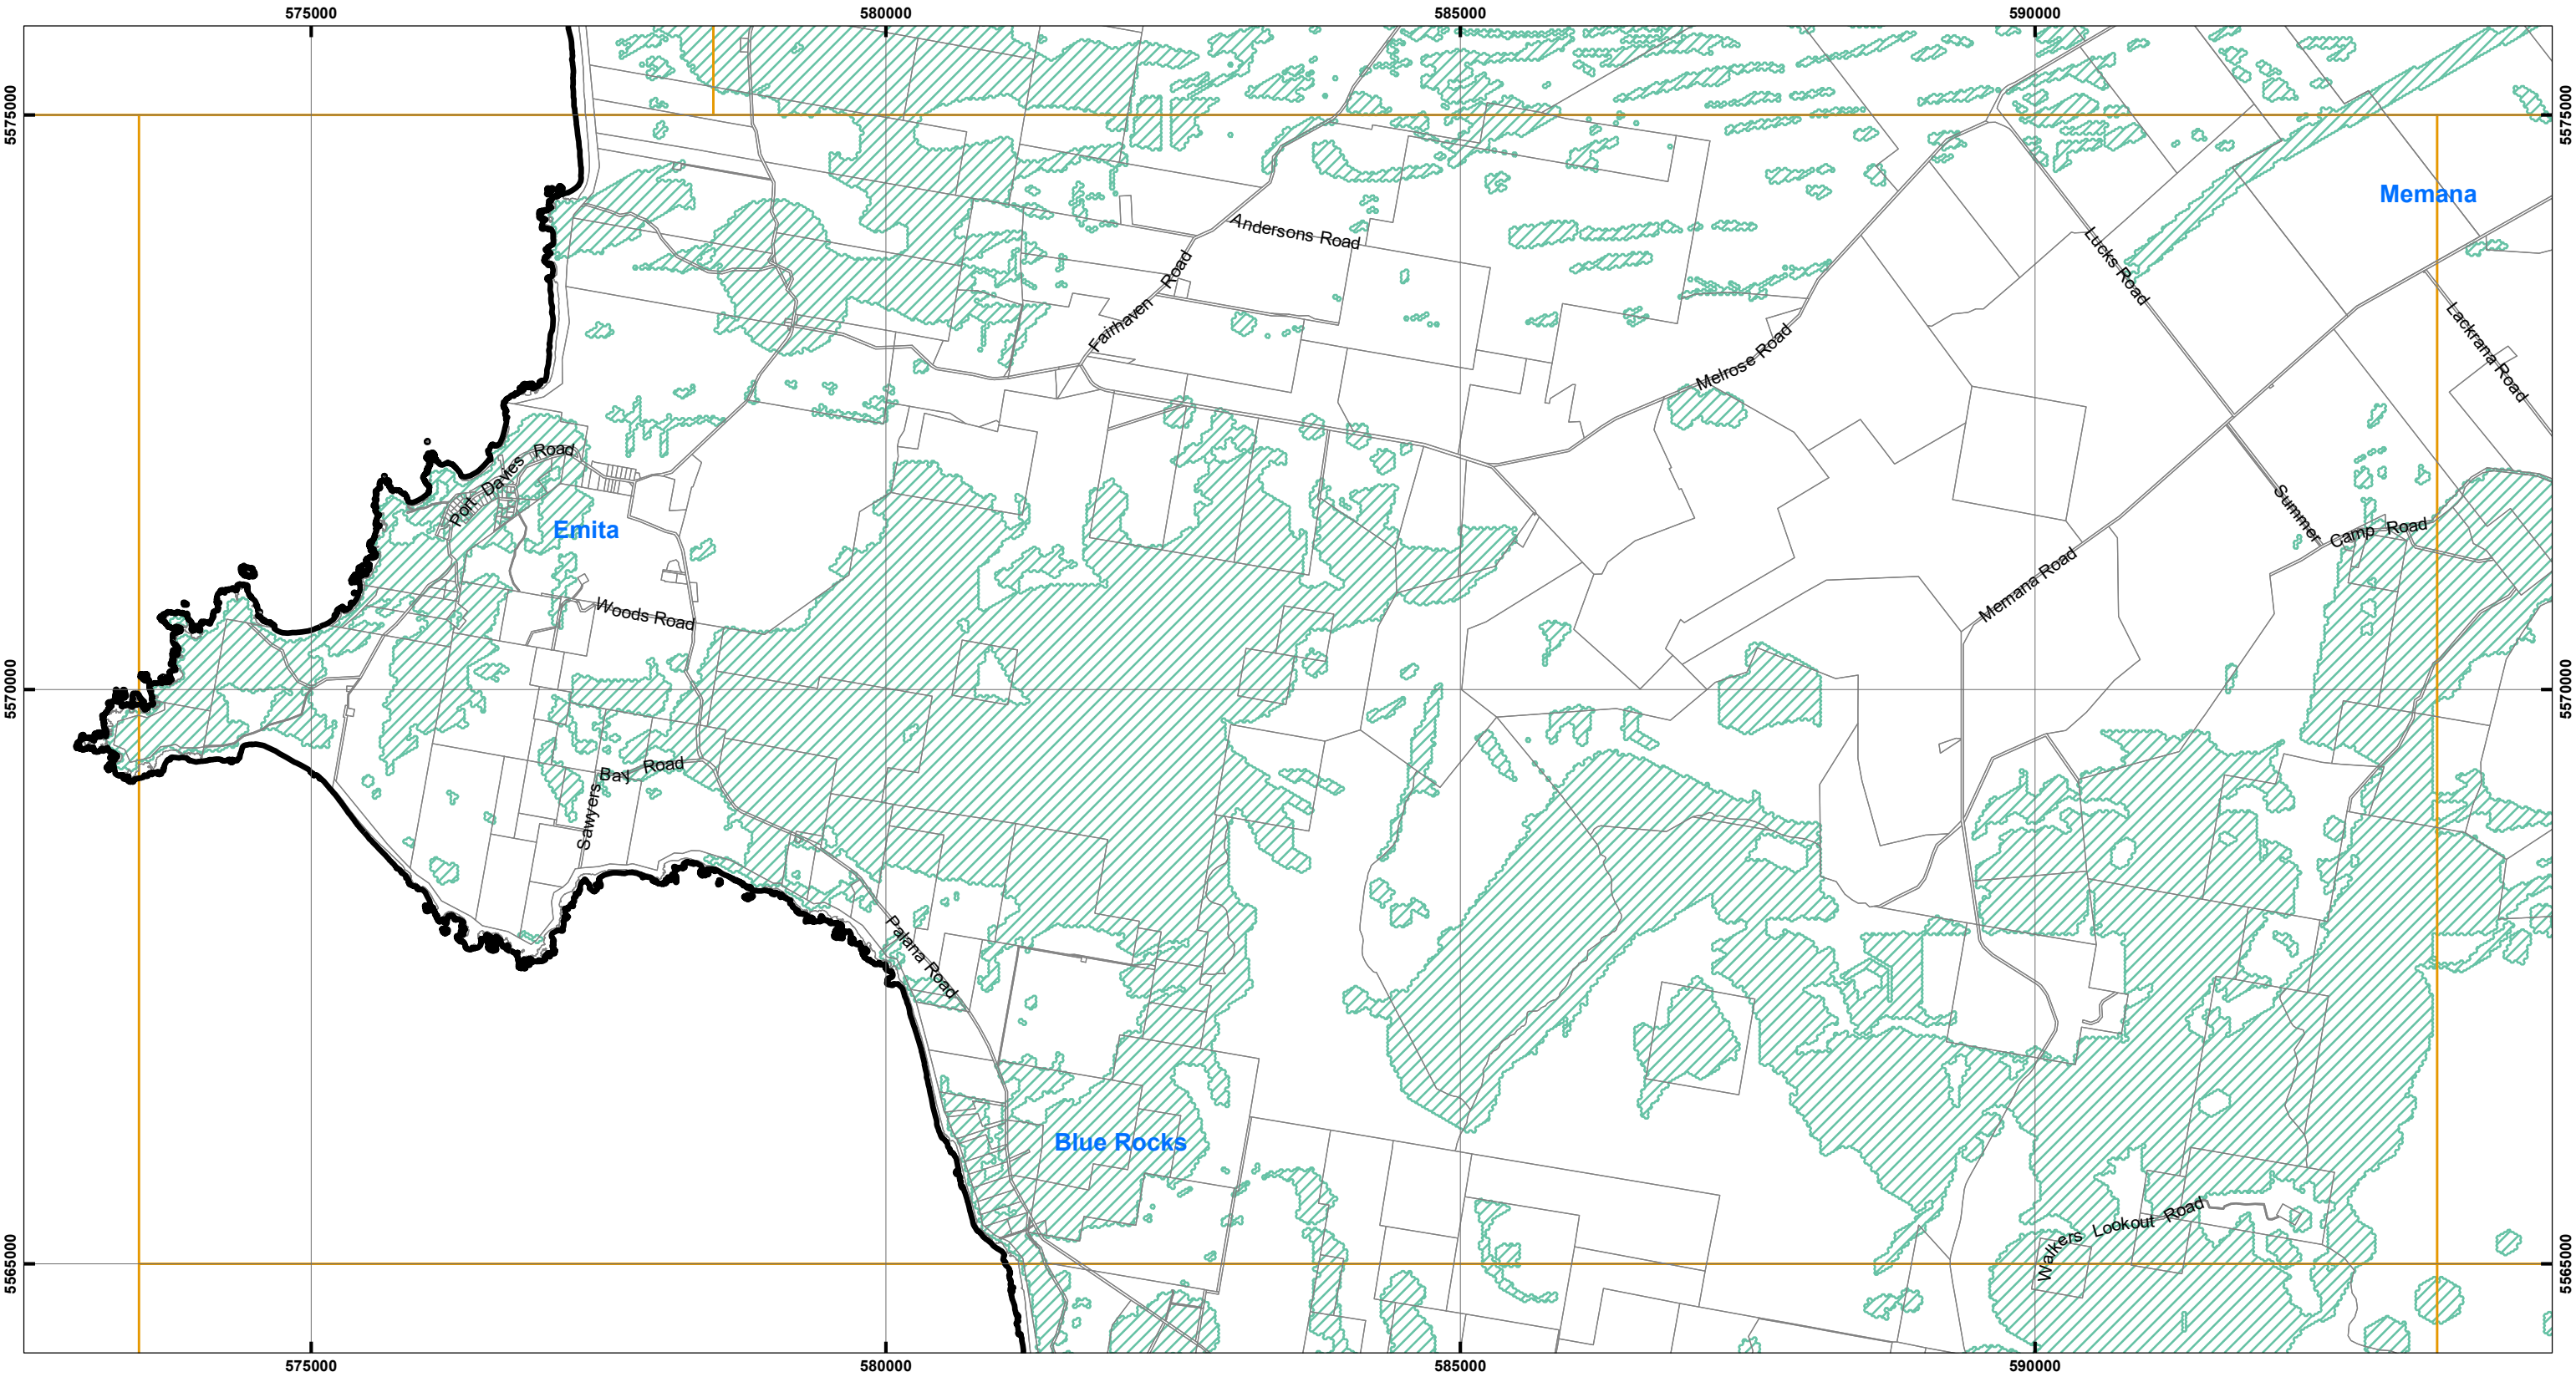 575000
580000
585000
590000
5575000
5575000
Memana
Andersons Road
Fairhaven Road
Lucks Road
Lackrana Road
Melrose Road
Port Davies Road
Emita
Summer Camp Road
Memana Road
Woods Road
5570000
5570000
Sawyers Bay Road
Palana Road
Blue Rocks
Walkers Lookout Road
5565000
5565000
575000
580000
585000
590000